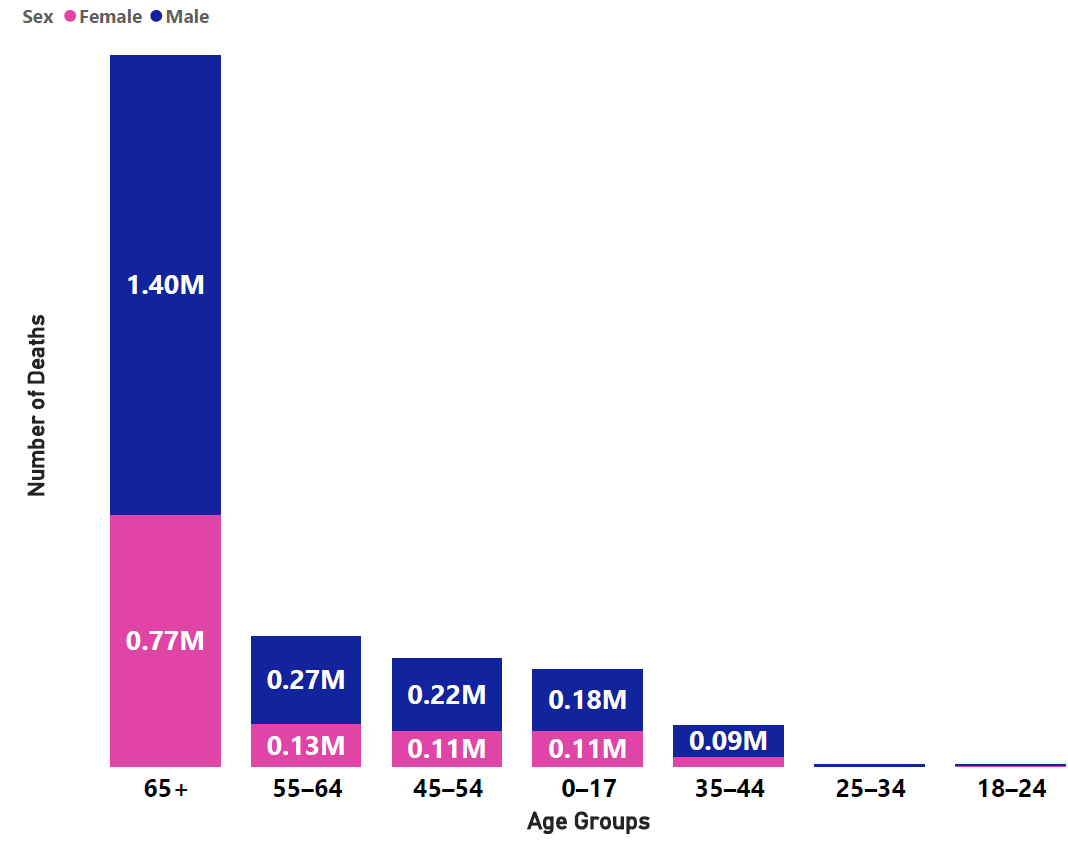 Sex Female Male
1.40M
0.77M
0.27M
0.13M
0.22M
0.11M
0.18M
0.11M
0.09M
65+ 55–64 45–54 0–17 35–44 25–34 18–24
Number of Deaths
Age Groups